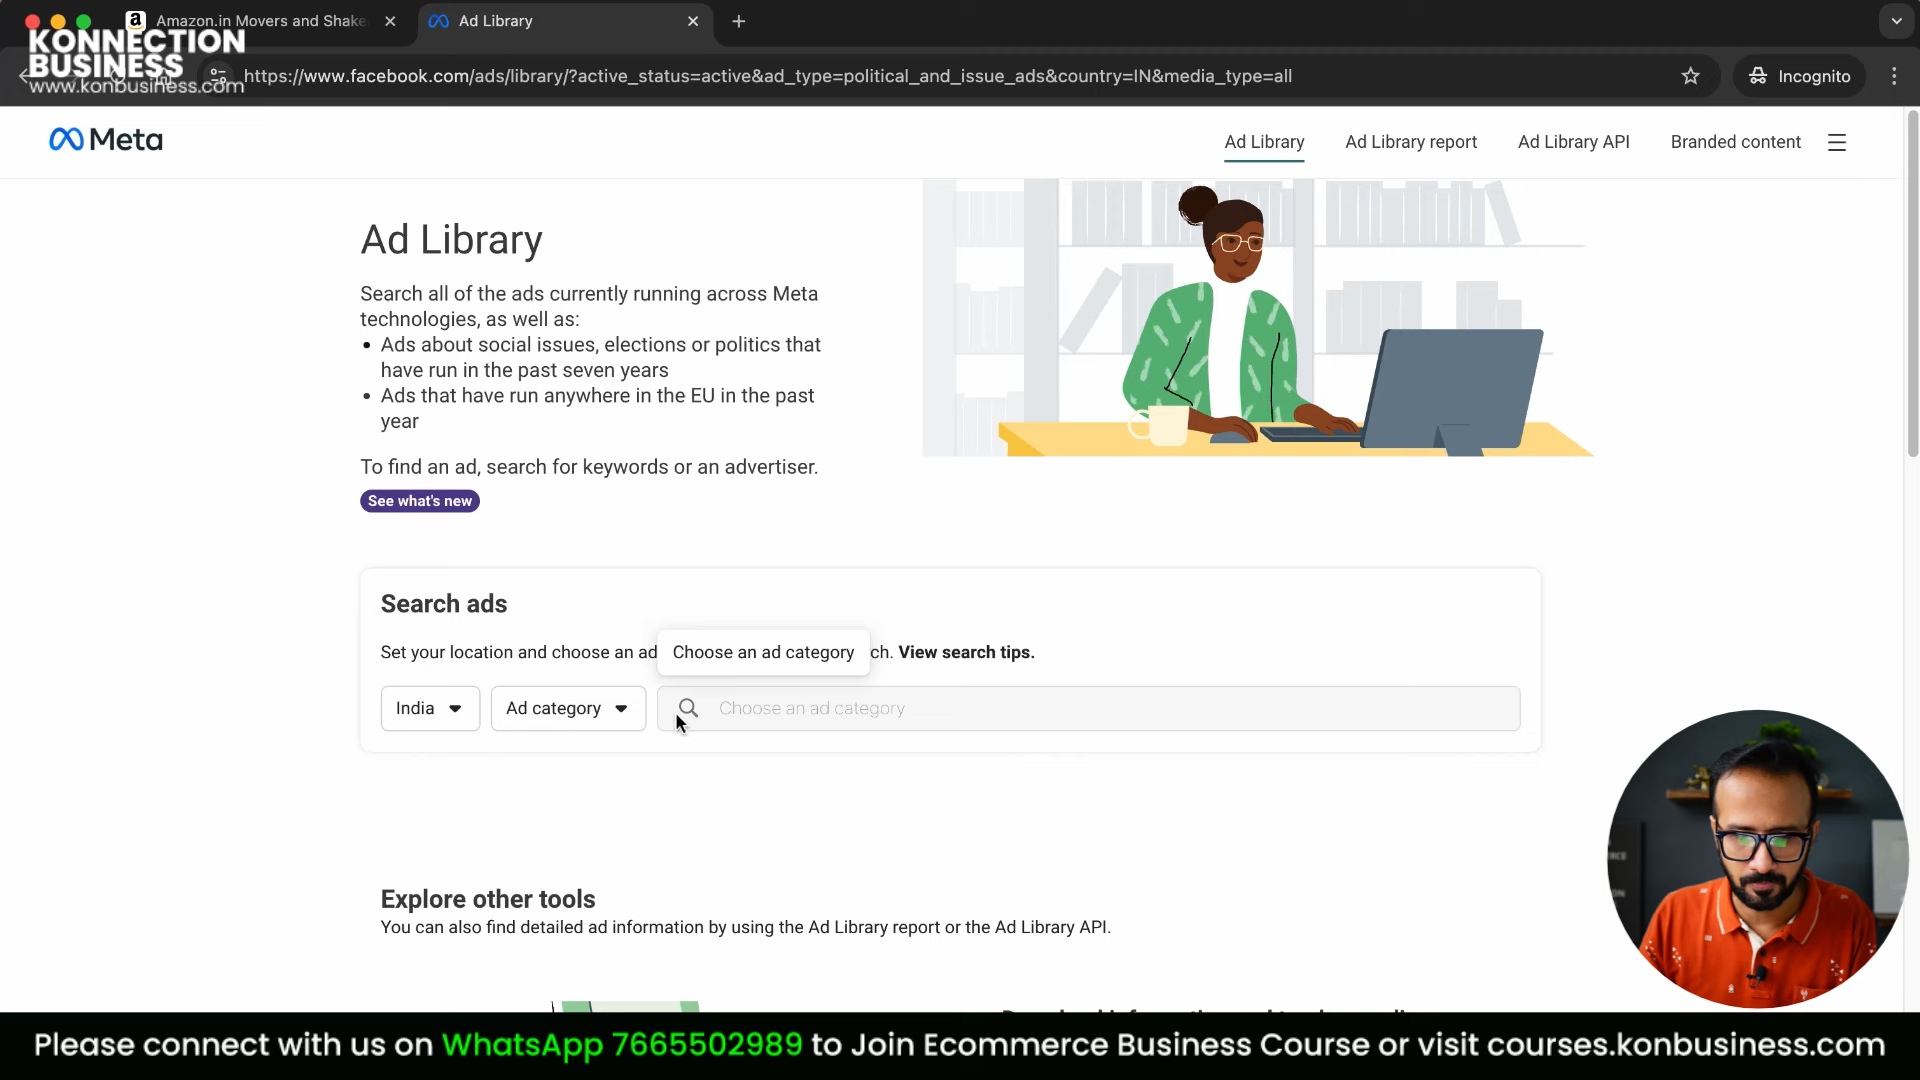 Amazon.in Movers and Shake
Ad Library
KONNECTION
BUSINESS
www.konbusiness.com
https://www.facebook.com/ads/library/?active_status=active&ad_type=political_and_issue_ads&country=IN&media_type=all
Incognito
Meta
Ad Library
Ad Library report
Ad Library API
Branded content
Ad Library
Search all of the ads currently running across Meta
technologies, as well as:
• Ads about social issues, elections or politics that
have run in the past seven years
• Ads that have run anywhere in the EU in the past
year
To find an ad, search for keywords or an advertiser.
See what's new
Search ads
Set your location and choose an ad
Choose an ad category
ch. View search tips.
India
Ad category
Choose an ad category
Explore other tools
You can also find detailed ad information by using the Ad Library report or the Ad Library API.
Please connect with us on WhatsApp 7665502989 to Join Ecommerce Business Course or visit courses.konbusiness.com